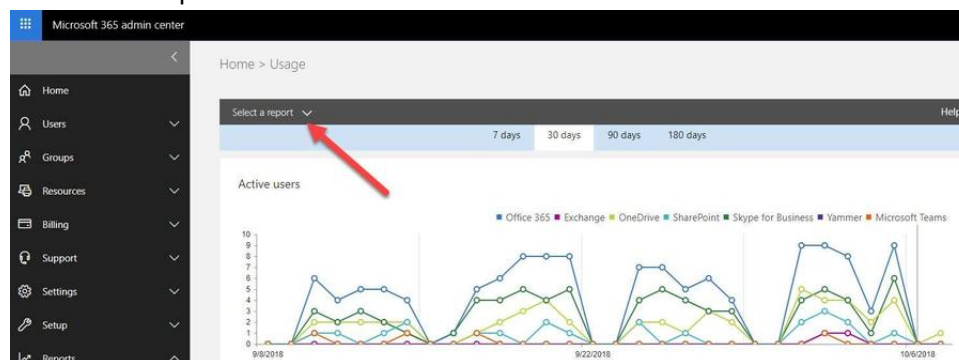 Microsoft 365 admin center
Home > Usage
Home
Select a report
Help
Users
7 days 30 days 90 days 180 days
Groups
Active users
Resources
Office 365 Exchange OneDrive SharePoint Skype for Business Yammer Microsoft Teams
Billing
10
9
8
Support
7
6
5
Settings
4
3
Setup
2
1
0
Reports
9/8/2018 9/22/2018 10/6/2018